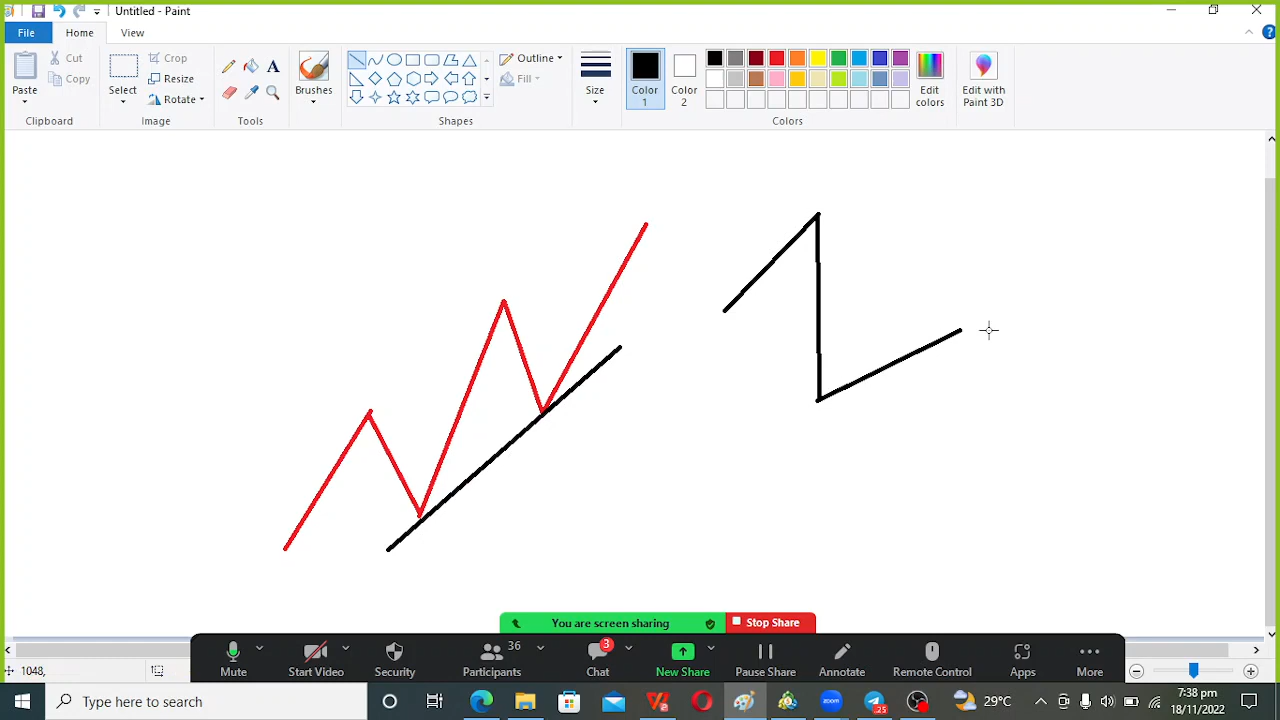 Untitled - Paint
File
Home
View
Paste
Cut
Copy
Clipboard
Select
Crop
Resize
Rotate
Image
A
Tools
Brushes
Shapes
Outline
Fill
Size
Color 1
Color 2
Edit colors
Edit with Paint 3D
Colors
You are screen sharing
Stop Share
1048,
Mute
Start Video
Security
36
Participants
3
Chat
New Share
Pause Share
Annotate
Remote Control
Apps
More
Type here to search
zoom
25
29°C
7:38 pm
18/11/2022